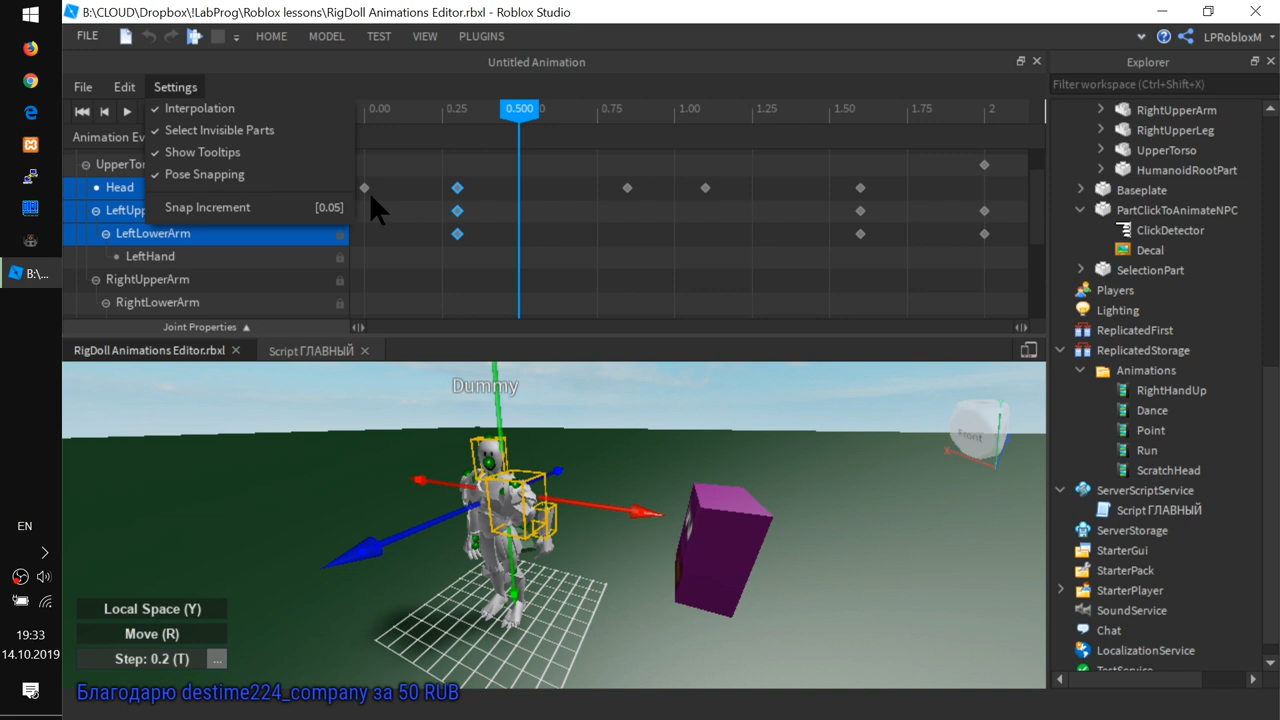 B:\CLOUD\Dropbox\!LabProg\Roblox lessons\RigDoll Animations Editor.rbxl - Roblox Studio
FILE HOME MODEL TEST VIEW PLUGINS LPRobloxM
Untitled Animation
File Edit Settings
Interpolation
Select Invisible Parts
Show Tooltips
Pose Snapping
Snap Increment [0.05]
0.00 0.25 0.500 0.75 1.00 1.25 1.50 1.75 2
Animation Ev
UpperTor
Head
LeftUpp
LeftLowerArm
LeftHand
RightUpperArm
RightLowerArm
Joint Properties ▲
RigDoll Animations Editor.rbxl Script ГЛАВНЫЙ
Dummy
Front
X
Local Space (Y)
Move (R)
Step: 0.2 (T) ...
Благодарю destime224_company за 50 RUB
Explorer
Filter workspace (Ctrl+Shift+X)
RightUpperArm
RightUpperLeg
UpperTorso
HumanoidRootPart
Baseplate
PartClickToAnimateNPC
ClickDetector
Decal
SelectionPart
Players
Lighting
ReplicatedFirst
ReplicatedStorage
Animations
RightHandUp
Dance
Point
Run
ScratchHead
ServerScriptService
Script ГЛАВНЫЙ
ServerStorage
StarterGui
StarterPack
StarterPlayer
SoundService
Chat
LocalizationService
TestService
B:\...
EN
19:33
14.10.2019